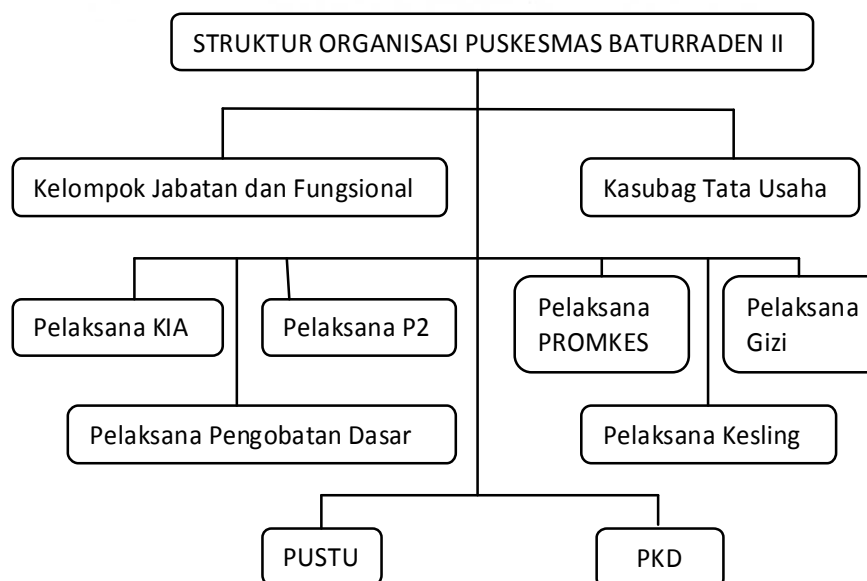 STRUKTUR ORGANISASI PUSKESMAS BATURRADEN II
Kelompok Jabatan dan Fungsional
Kasubag Tata Usaha
Pelaksana KIA
Pelaksana P2
Pelaksana
PROMKES
Pelaksana
Gizi
Pelaksana Pengobatan Dasar
Pelaksana Kesling
PUSTU
PKD